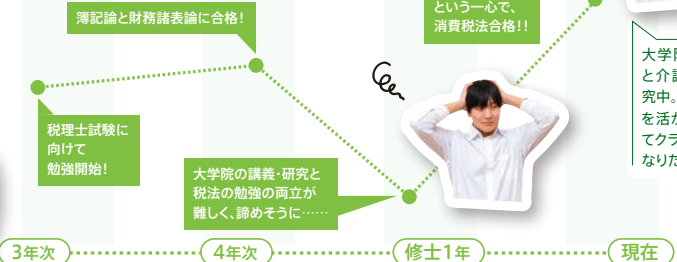 という一心で、
消費税法合格!!
簿記論と財務諸表論に合格!
税理士試験に
向けて
勉強開始!
大学院の講義・研究と
税法の勉強の両立が
難しく、諦めそうに……
大学院
と介護
究中。
を活か
てクラ
なりた
3年次
4年次
修士1年
現在